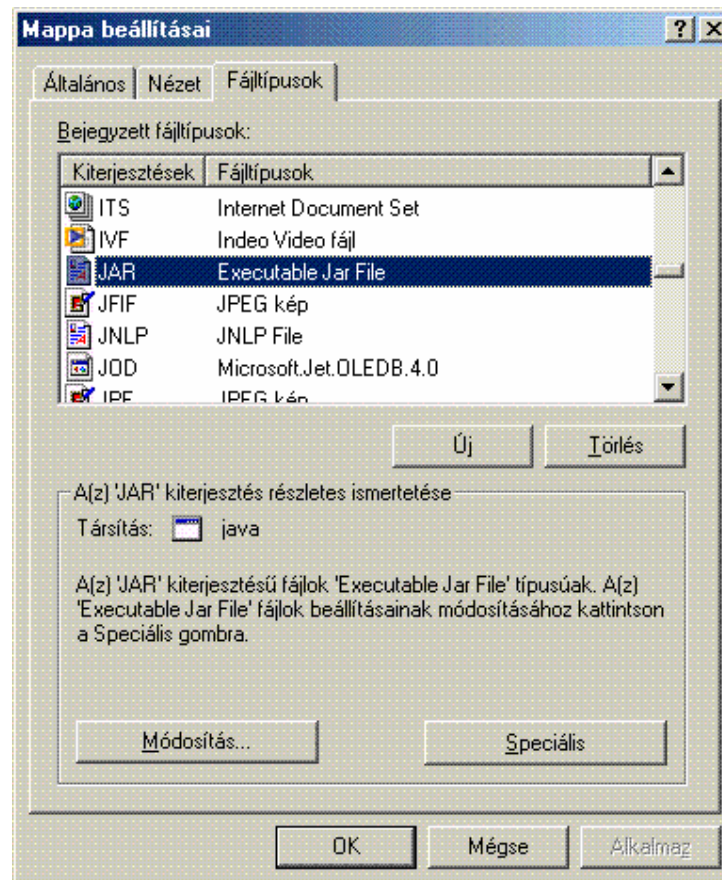 Mappa beállításai
Általános Nézet Fájltípusok
Bejegyzett fájltípusok:
Kiterjesztések Fájltípusok
ITS Internet Document Set
IVF Indeo Video fájl
JAR Executable Jar File
JFIF JPEG kép
JNLP JNLP File
JOD Microsoft.Jet.OLEDB.4.0
JPE JPEG kép
Új Törlés
A(z) 'JAR' kiterjesztés részletes ismertetése
Társítás: java
A(z) 'JAR' kiterjesztésű fájlok 'Executable Jar File' típusúak. A(z)
'Executable Jar File' fájlok beállításainak módosításához kattintson
a Speciális gombra.
Módosítás... Speciális
OK Mégse Alkalmaz